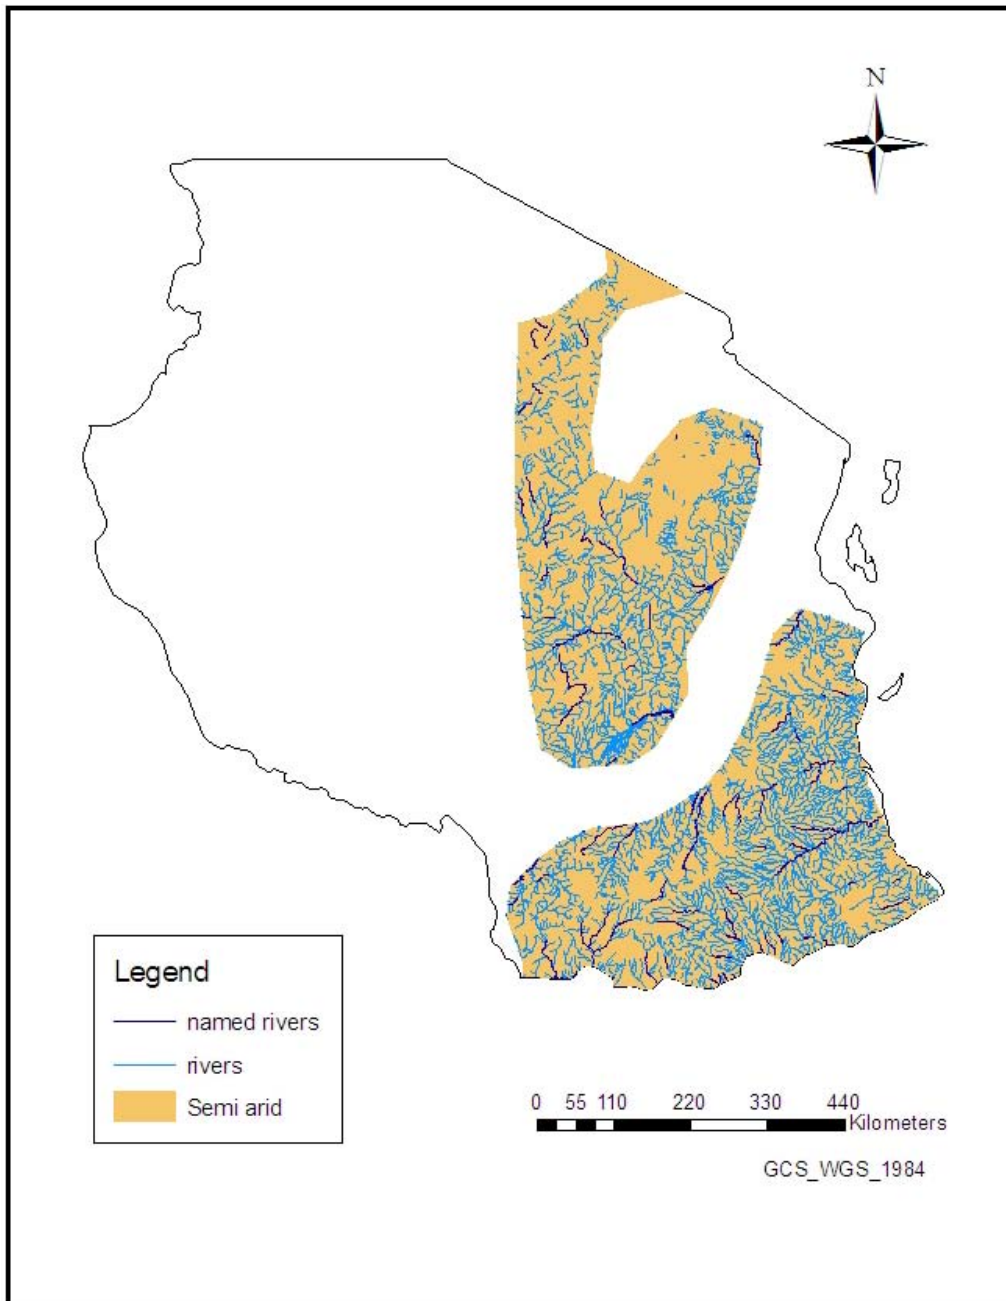 N
Legend
named rivers
rivers
Semi arid
0 55 110 220 330 440
Kilometers
GCS_WGS_1984